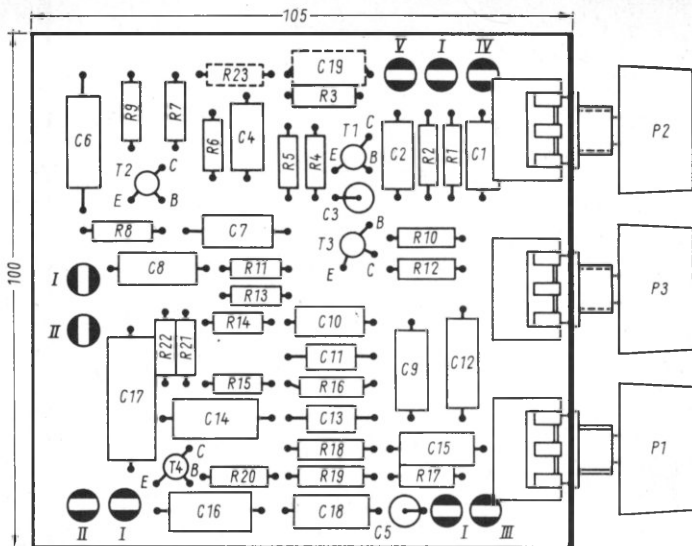 105
100
V I IV
C19
R23
R3
P2
C6
R9
R7
R6
C4
R5
R4
T1
C
E
B
C2
R2
R1
C1
T2
C
E
B
C3
R8
C7
T3
B
E
C
R10
R12
P3
I
C8
R11
R13
II
R14
C10
R22
R21
C11
C9
C12
C17
R15
R16
C14
C13
P1
T4
C
B
E
R18
C15
R20
R19
R17
II I
C16
C18
C5
I III